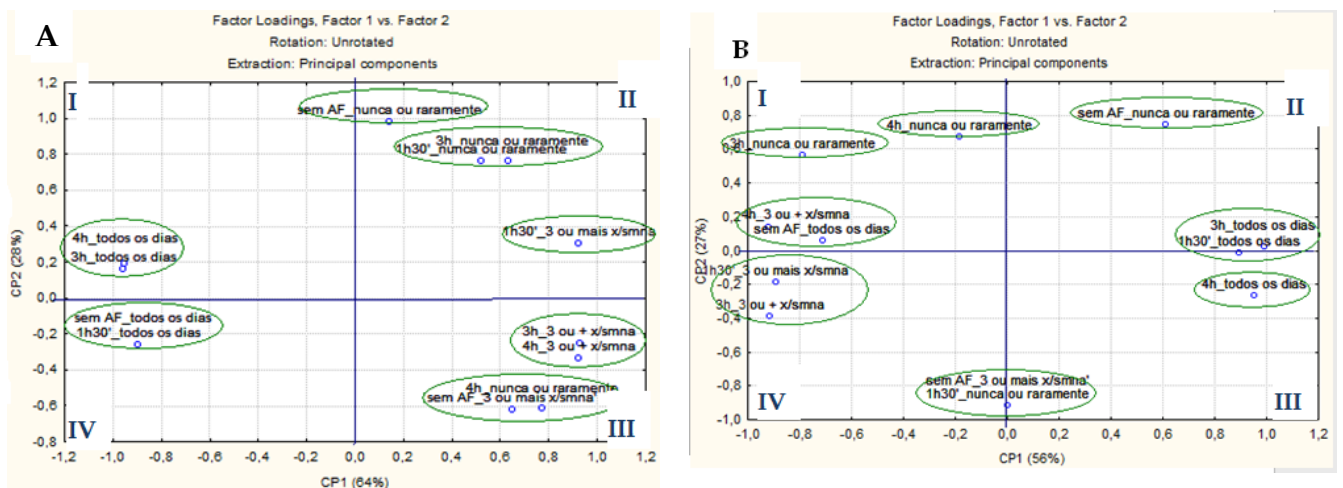 A
Factor Loadings, Factor 1 vs. Factor 2
Rotation: Unrotated
Extraction: Principal components
I
II
III
IV
1,2
1,0
0,8
0,6
0,4
0,2
0,0
-0,2
-0,4
-0,6
-0,8
CP2 (28%)
sem AF_nunca ou raramente
3h_nunca ou raramente
1h30'_nunca ou raramente
1h30'_3 ou mais x/smna
4h_todos os dias
3h_todos os dias
sem AF_todos os dias
1h30'_todos os dias
3h_3 ou + x/smna
4h_3 ou + x/smna
4h_nunca ou raramente
sem AF_3 ou mais x/smna'
-1,2 -1,0 -0,8 -0,6 -0,4 -0,2 0,0 0,2 0,4 0,6 0,8 1,0 1,2
CP1 (64%)
B
Factor Loadings, Factor 1 vs. Factor 2
Rotation: Unrotated
Extraction: Principal components
I
II
III
IV
1,0
0,8
0,6
0,4
0,2
0,0
-0,2
-0,4
-0,6
-0,8
-1,0
CP2 (27%)
sem AF_nunca ou raramente
4h_nunca ou raramente
3h_nunca ou raramente
4h_3 ou + x/smna
sem AF_todos os dias
3h_todos os dias
1h30'_todos os dias
1h30'_3 ou mais x/smna
4h_todos os dias
3h_3 ou + x/smna
sem AF_3 ou mais x/smna'
1h30'_nunca ou raramente
-1,0 -0,8 -0,6 -0,4 -0,2 0,0 0,2 0,4 0,6 0,8 1,0 1,2
CP1 (56%)